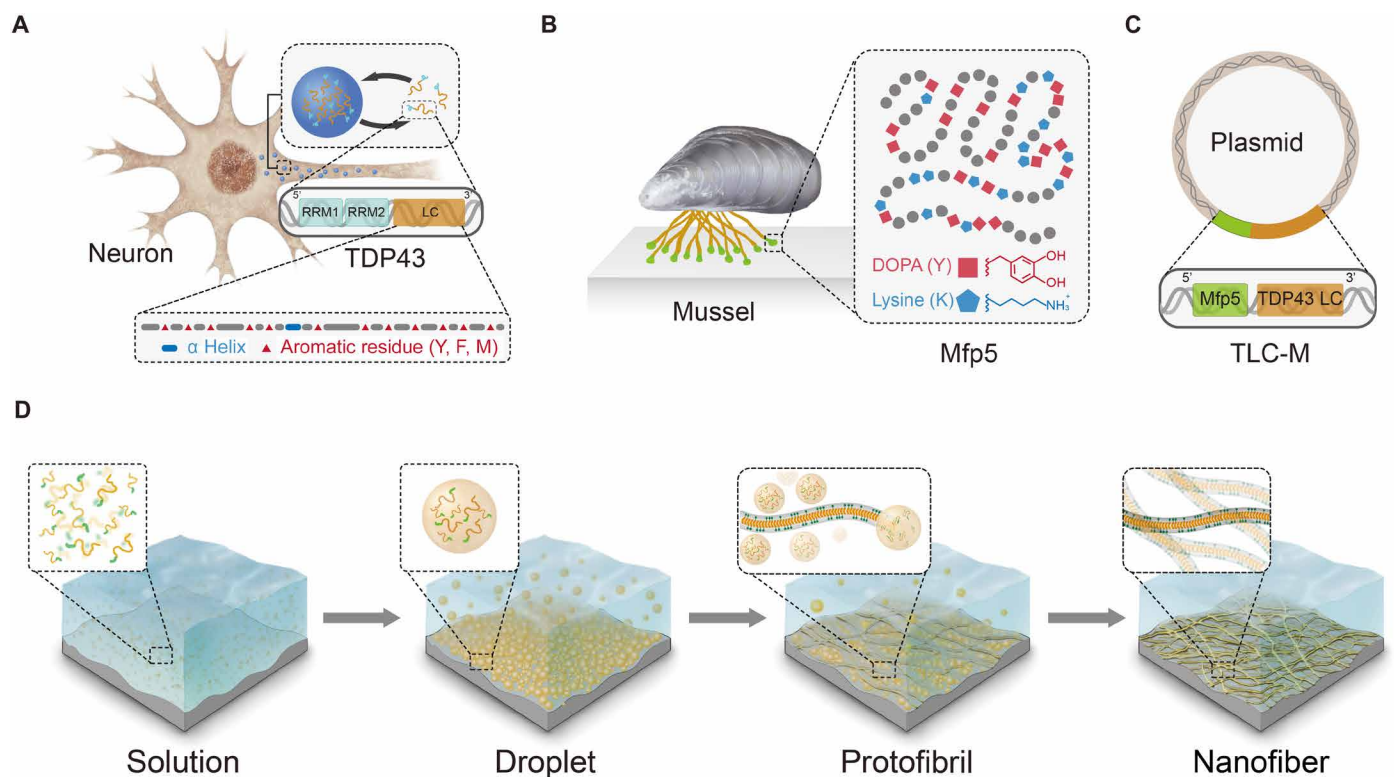 A
B
C
5'
3'
RRM1
RRM2
LC
Neuron
TDP43
α Helix
Aromatic residue (Y, F, M)
Mussel
DOPA (Y)
OH
OH
Lysine (K)
NH₃⁺
Mfp5
Plasmid
5'
3'
Mfp5
TDP43 LC
TLC-M
D
Solution
Droplet
Protofibril
Nanofiber